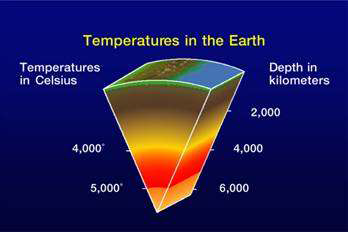 Temperatures in the Earth
Temperatures
in Celsius
Depth in
kilometers
2,000
4,000°
4,000
5,000°
6,000